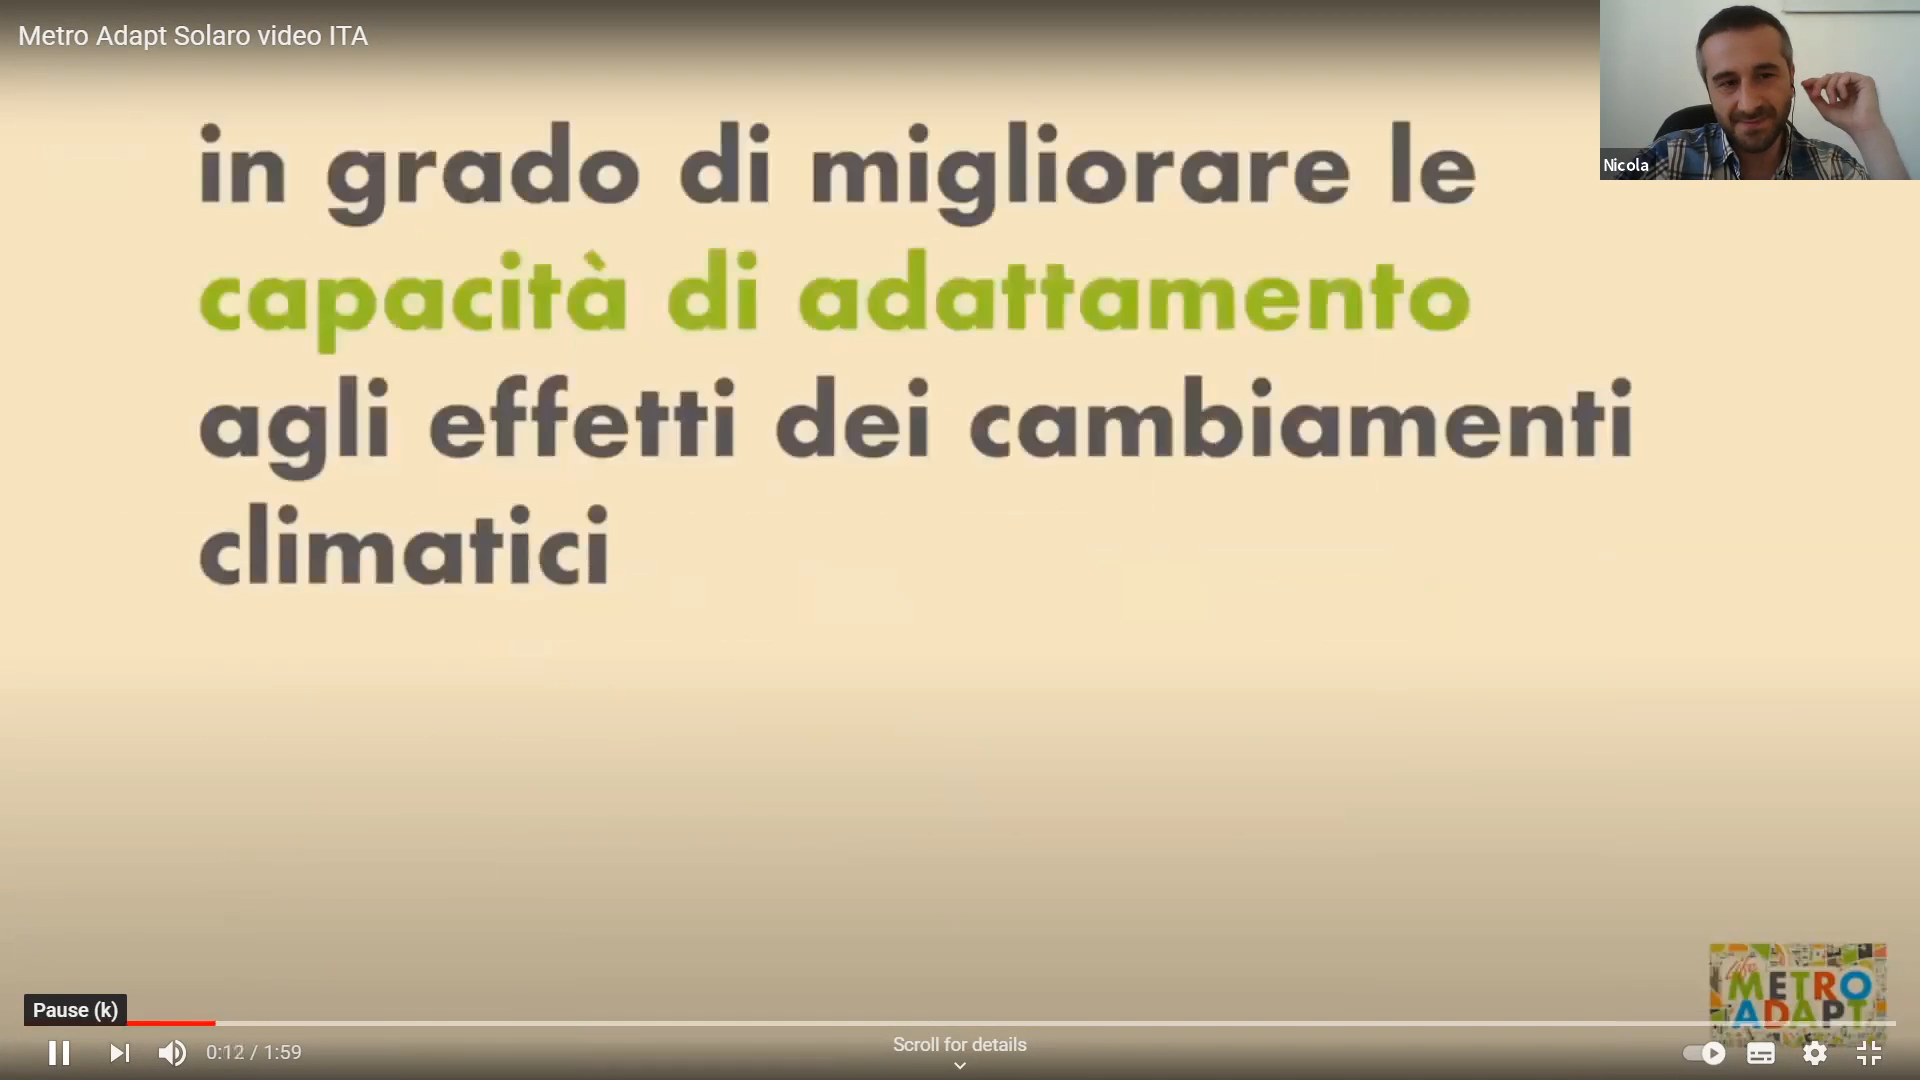 Metro Adapt Solaro video ITA
Nicola
in grado di migliorare le
capacità di adattamento
agli effetti dei cambiamenti
climatici
life
METRO
ADAPT
Pause (k)
0:12 / 1:59
Scroll for details